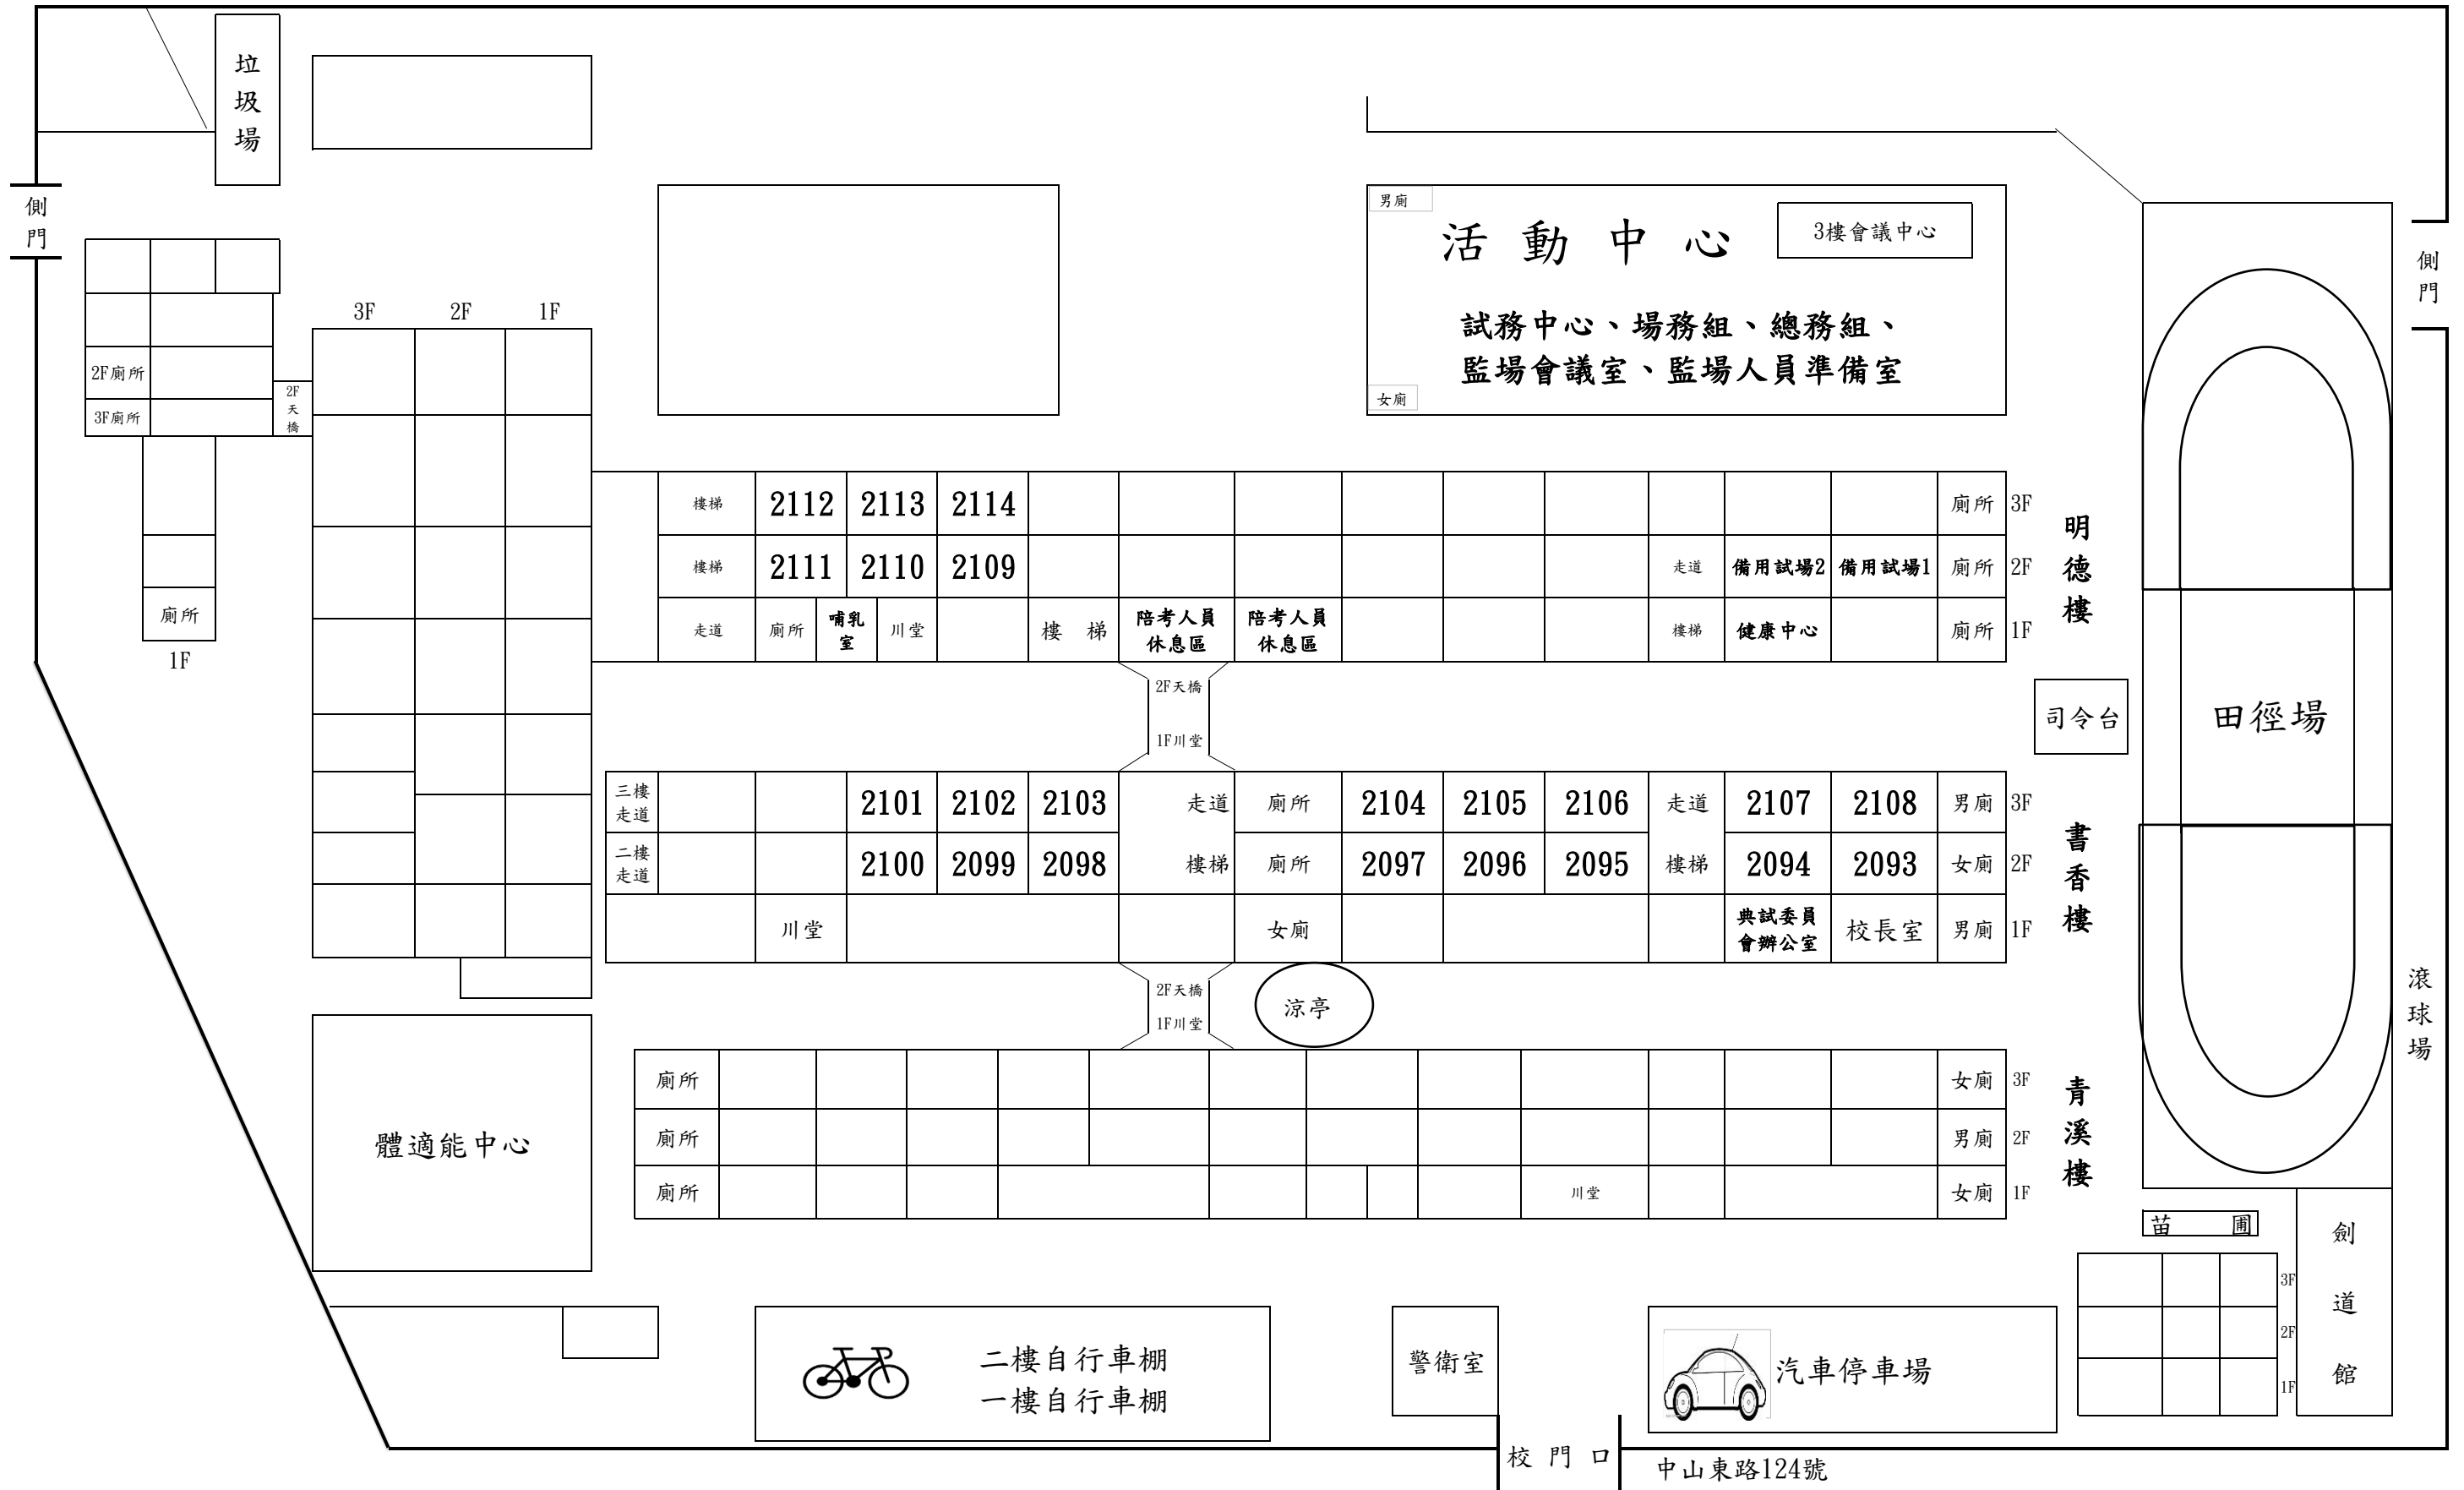 垃圾場
側門
男廁
活動中心
3樓會議中心
側門
試務中心、場務組、總務組、
監場會議室、監場人員準備室
女廁
3F 2F 1F
2F廁所
3F廁所
2F天橋
廁所
1F
樓梯 2112 2113 2114 廁所 3F
樓梯 2111 2110 2109 走道 備用試場2 備用試場1 廁所 2F
走道 廁所 哺乳室 川堂 樓 梯 陪考人員休息區 陪考人員休息區 樓梯 健康中心 廁所 1F
明德樓
2F天橋
1F川堂
司令台
田徑場
三樓走道 2101 2102 2103 走道 廁所 2104 2105 2106 走道 2107 2108 男廁 3F
二樓走道 2100 2099 2098 樓梯 廁所 2097 2096 2095 樓梯 2094 2093 女廁 2F
川堂 女廁 典試委員會辦公室 校長室 男廁 1F
書香樓
2F天橋
1F川堂
涼亭
滾球場
廁所 女廁 3F
廁所 男廁 2F
廁所 川堂 女廁 1F
青溪樓
體適能中心
苗 圃
劍道館
3F
2F
1F
二樓自行車棚
一樓自行車棚
警衛室
汽車停車場
校門口
中山東路124號